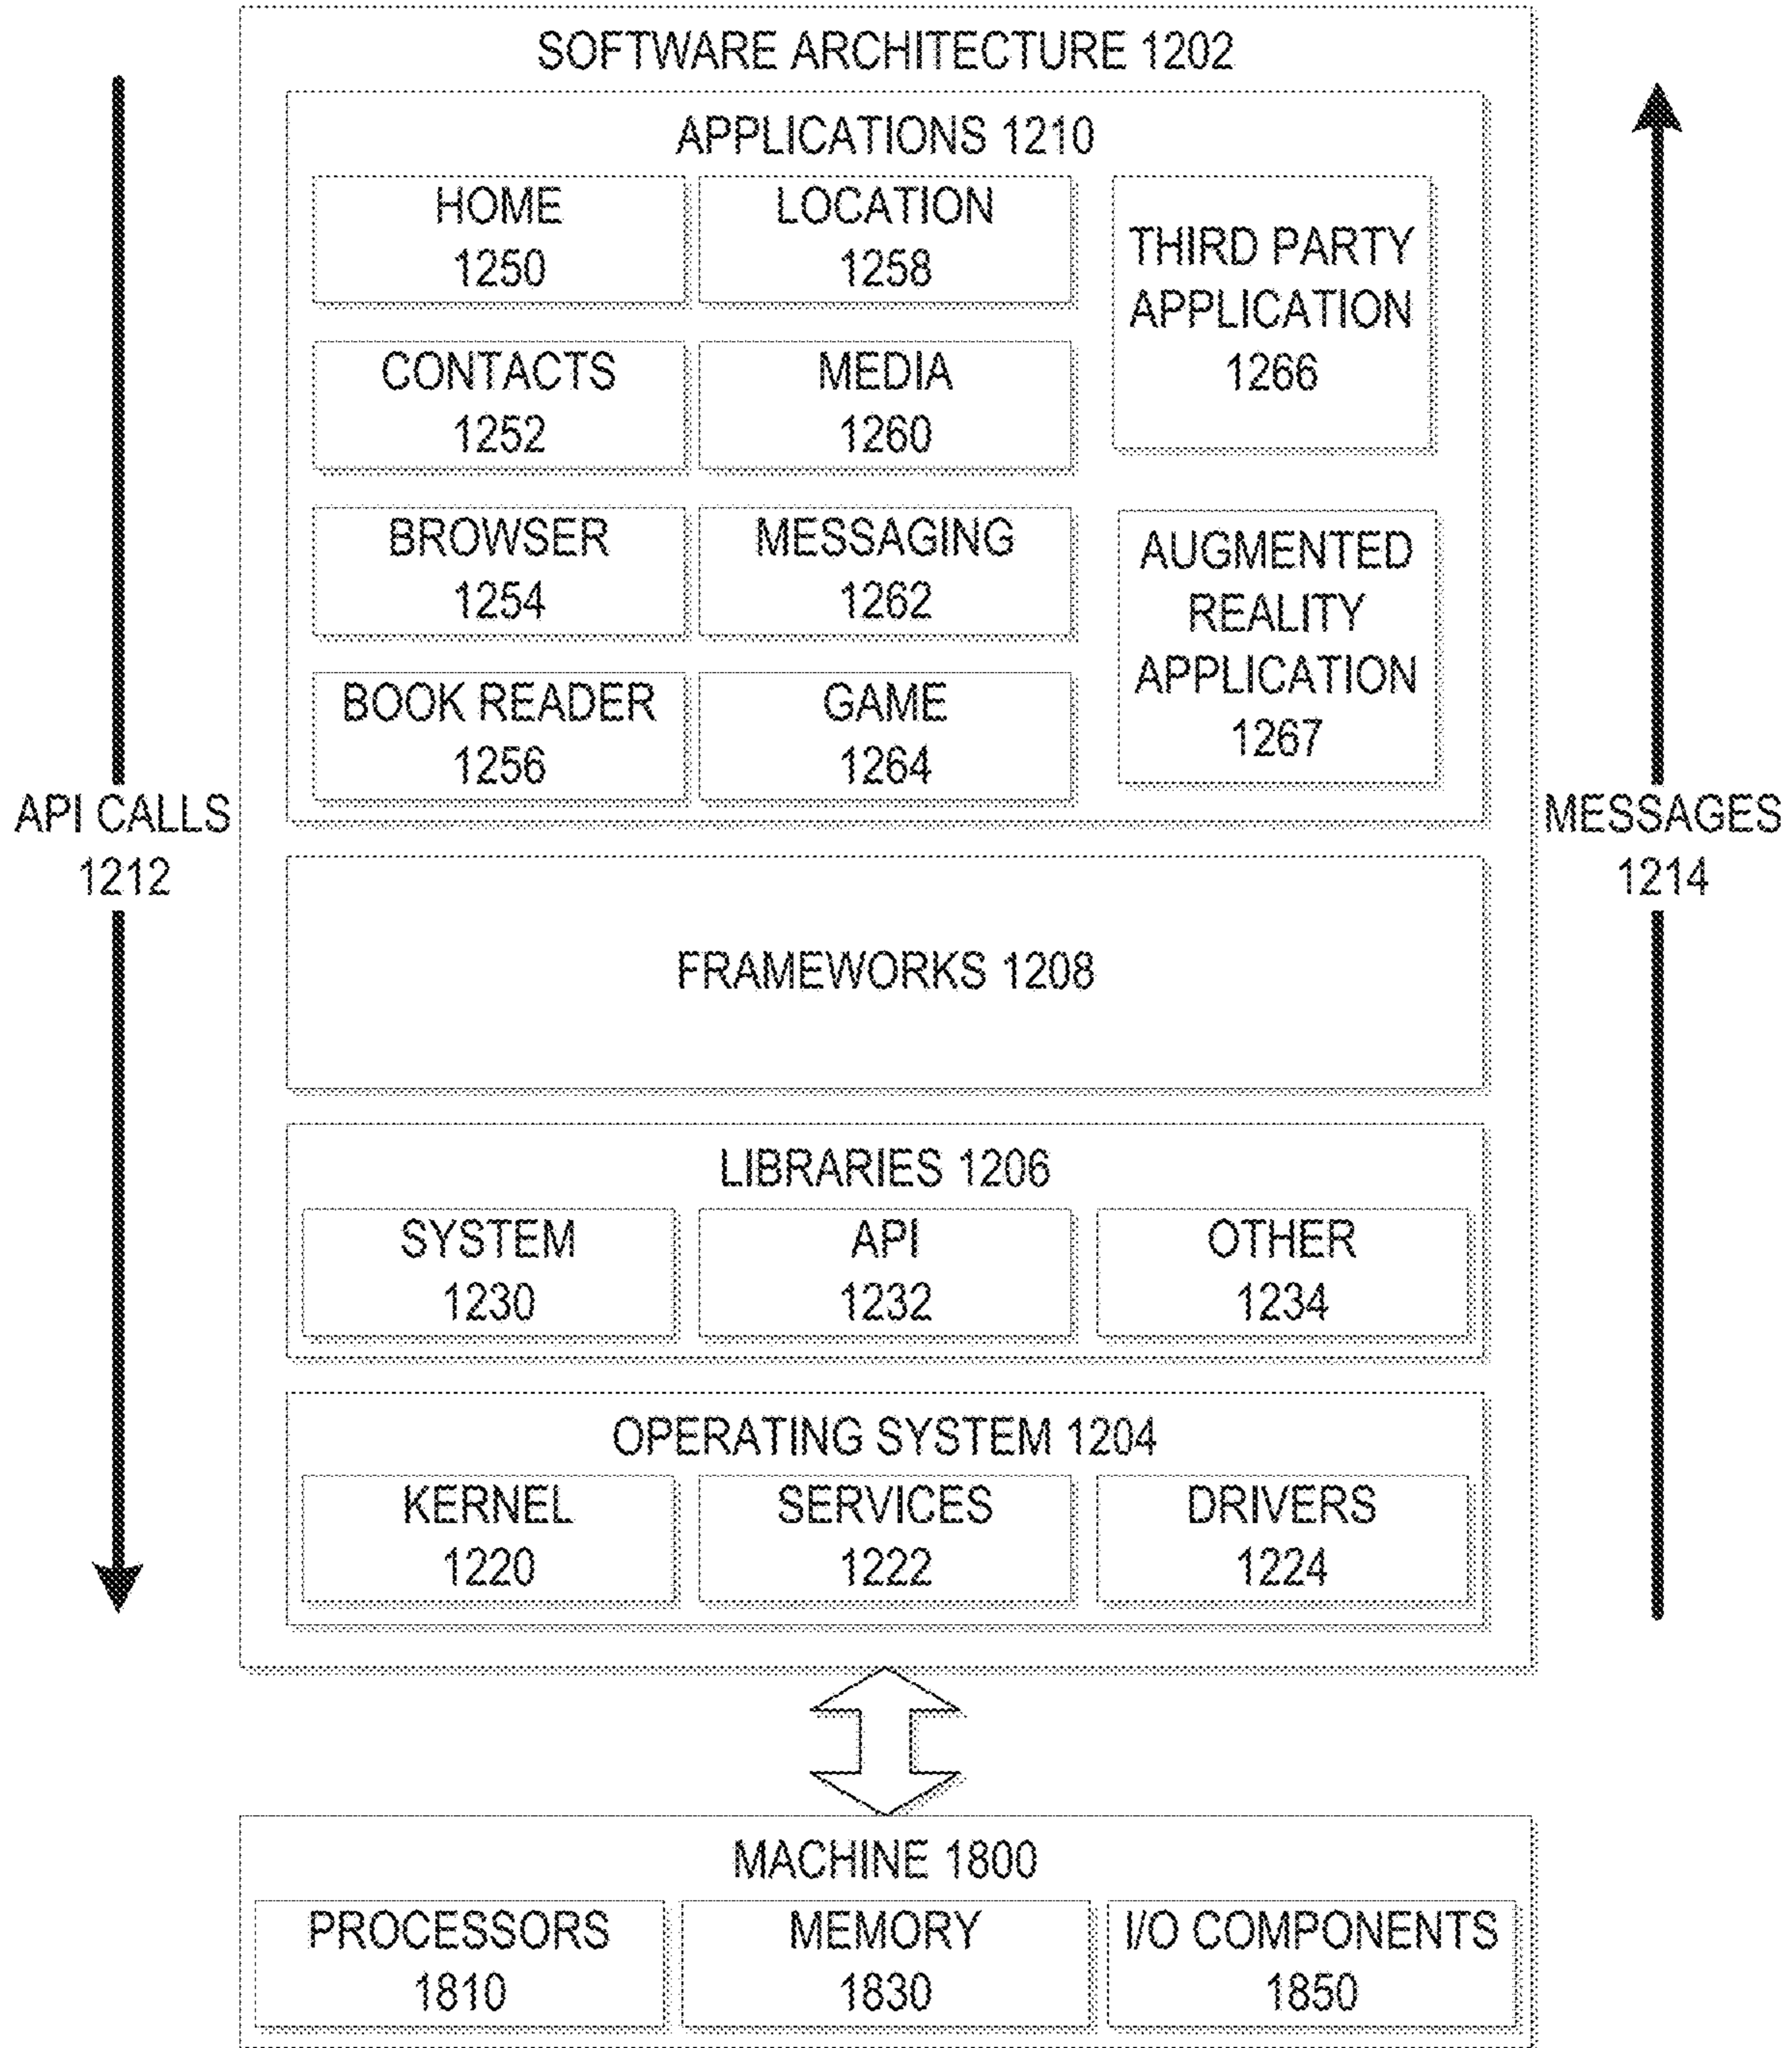 SOFTWARE ARCHITECTURE 1202
APPLICATIONS 1210
HOME
1250
LOCATION
1258
THIRD PARTY
APPLICATION
1266
CONTACTS
1252
MEDIA
1260
BROWSER
1254
MESSAGING
1262
AUGMENTED
REALITY
APPLICATION
1267
BOOK READER
1256
GAME
1264
API CALLS
1212
MESSAGES
1214
FRAMEWORKS 1208
LIBRARIES 1206
SYSTEM
1230
API
1232
OTHER
1234
OPERATING SYSTEM 1204
KERNEL
1220
SERVICES
1222
DRIVERS
1224
MACHINE 1800
PROCESSORS
1810
MEMORY
1830
I/O COMPONENTS
1850